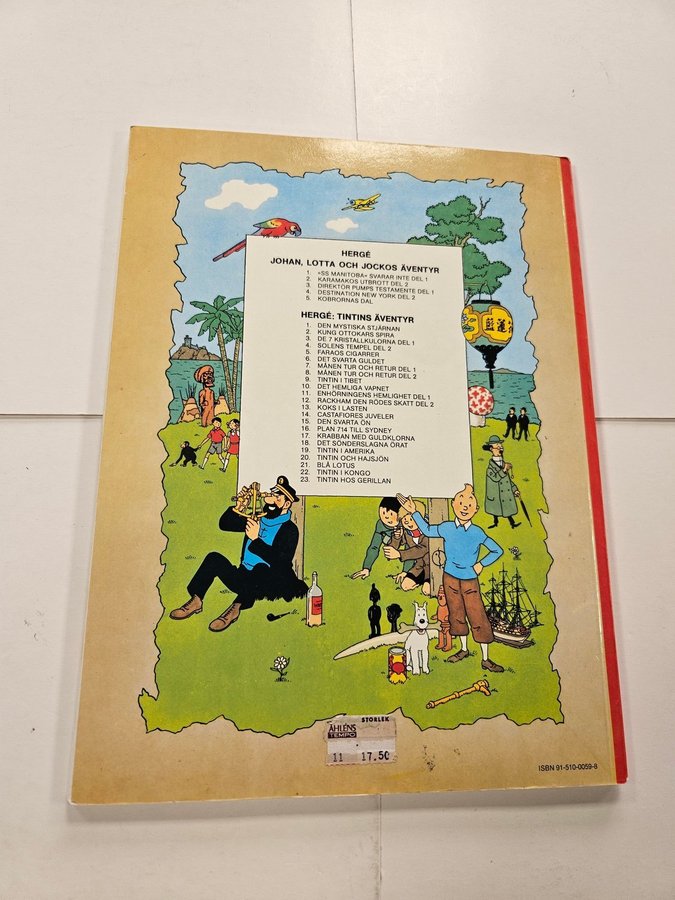 HERGÉ
JOHAN, LOTTA OCH JOCKOS ÄVENTYR
1. »SS MANITOBA» SVARAR INTE DEL 1
2. KARAMAKOS UTBROTT DEL 2
3. DIREKTÖR PUMPS TESTAMENTE DEL 1
4. DESTINATION NEW YORK DEL 2
5. KOBRORNAS DAL
HERGÉ: TINTINS ÄVENTYR
1. DEN MYSTISKA STJÄRNAN
2. KUNG OTTOKARS SPIRA
3. DE 7 KRISTALLKULORNA DEL 1
4. SOLENS TEMPEL DEL 2
5. FARAOS CIGARRER
6. DET SVARTA GULDET
7. MÅNEN TUR OCH RETUR DEL 1
8. MÅNEN TUR OCH RETUR DEL 2
9. TINTIN I TIBET
10. DET HEMLIGA VAPNET
11. ENHÖRNINGENS HEMLIGHET DEL 1
12. RACKHAM DEN RÖDES SKATT DEL 2
13. KOKS I LASTEN
14. CASTAFIORES JUVELER
15. DEN SVARTA ÖN
16. PLAN 714 TILL SYDNEY
17. KRABBAN MED GULDKLORNA
18. DET SÖNDERSLAGNA ÖRAT
19. TINTIN I AMERIKA
20. TINTIN OCH HAJSJÖN
21. BLÅ LOTUS
22. TINTIN I KONGO
23. TINTIN HOS GERILLAN
STORLEK
ÅHLÉNS
TEMPO
11 17.50
ISBN 91-510-0059-8